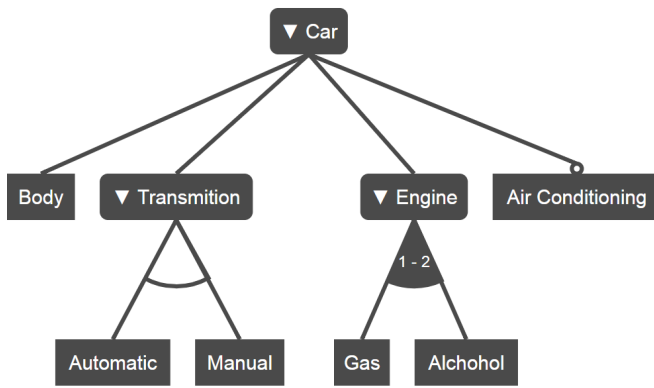 ▼ Car
Body
▼ Transmition
▼ Engine
Air Conditioning
1 - 2
Automatic
Manual
Gas
Alchohol